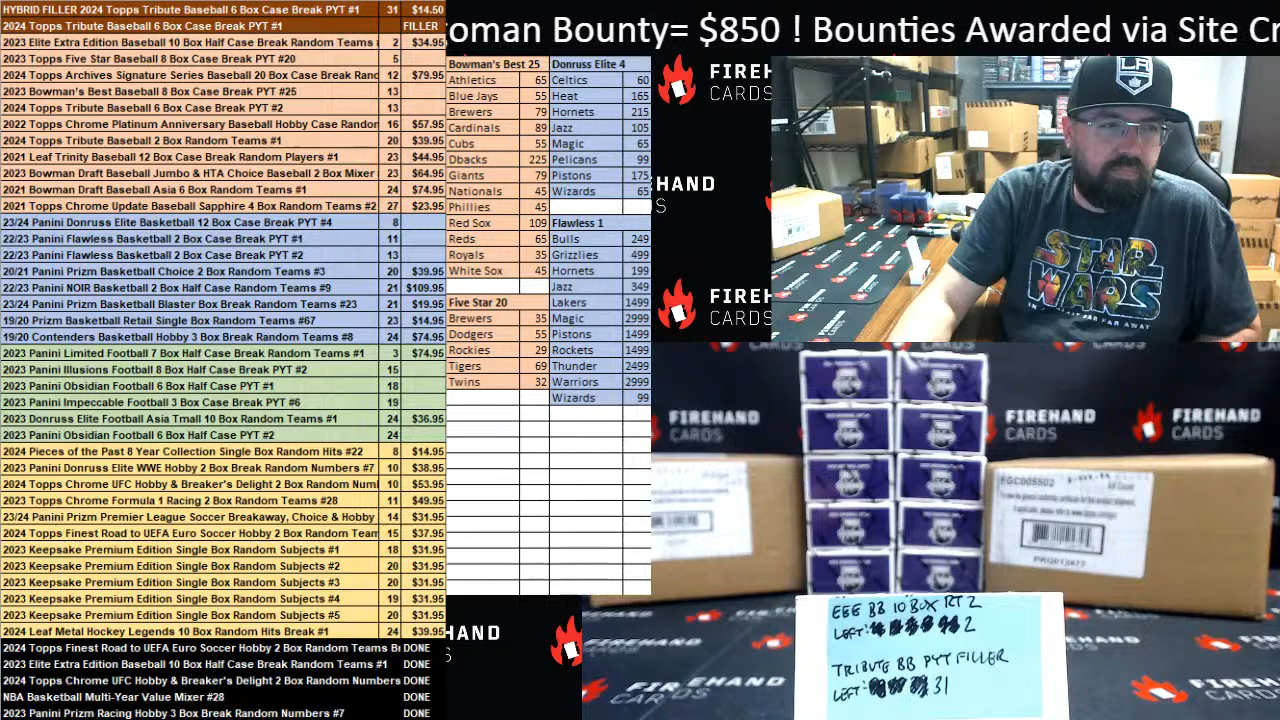 HYBRID FILLER 2024 Topps Tribute Baseball 6 Box Case Break PYT #1 31 $14.50
2024 Topps Tribute Baseball 6 Box Case Break PYT #1 FILLER
2023 Elite Extra Edition Baseball 10 Box Half Case Break Random Teams 2 $34.95
2023 Topps Five Star Baseball 8 Box Case Break PYT #20 5
2024 Topps Archives Signature Series Baseball 20 Box Case Break Ranc 12 $79.95
2023 Bowman's Best Baseball 8 Box Case Break PYT #25 13
2024 Topps Tribute Baseball 6 Box Case Break PYT #2 13
2022 Topps Chrome Platinum Anniversary Baseball Hobby Case Randor 16 $57.95
2024 Topps Tribute Baseball 2 Box Random Teams #1 20 $39.95
2021 Leaf Trinity Baseball 12 Box Case Break Random Players #1 23 $44.95
2023 Bowman Draft Baseball Jumbo & HTA Choice Baseball 2 Box Mixer 23 $64.95
2021 Bowman Draft Baseball Asia 6 Box Random Teams #1 24 $74.95
2021 Topps Chrome Update Baseball Sapphire 4 Box Random Teams #2 27 $23.95
23/24 Panini Donruss Elite Basketball 12 Box Case Break PYT #4 8
22/23 Panini Flawless Basketball 2 Box Case Break PYT #1 11
22/23 Panini Flawless Basketball 2 Box Case Break PYT #2 13
20/21 Panini Prizm Basketball Choice 2 Box Random Teams #3 20 $39.95
22/23 Panini NOIR Basketball 2 Box Half Case Random Teams #9 21 $109.95
23/24 Panini Prizm Basketball Blaster Box Break Random Teams #23 21 $19.95
19/20 Prizm Basketball Retail Single Box Random Teams #67 23 $14.95
19/20 Contenders Basketball Hobby 3 Box Break Random Teams #8 24 $74.95
2023 Panini Limited Football 7 Box Half Case Break Random Teams #1 3 $74.95
2023 Panini Illusions Football 8 Box Half Case Break PYT #2 15
2023 Panini Obsidian Football 6 Box Half Case PYT #1 18
2023 Panini Impeccable Football 3 Box Case Break PYT #6 19
2023 Donruss Elite Football Asia Tmall 10 Box Random Teams #1 24 $36.95
2023 Panini Obsidian Football 6 Box Half Case PYT #2 24
2024 Pieces of the Past 8 Year Collection Single Box Random Hits #22 8 $14.95
2023 Panini Donruss Elite WWE Hobby 2 Box Break Random Numbers #7 10 $38.95
2024 Topps Chrome UFC Hobby & Breaker's Delight 2 Box Random Numl 10 $53.95
2023 Topps Chrome Formula 1 Racing 2 Box Random Teams #28 11 $49.95
23/24 Panini Prizm Premier League Soccer Breakaway, Choice & Hobby 14 $31.95
2024 Topps Finest Road to UEFA Euro Soccer Hobby 2 Box Random Team 15 $37.95
2023 Keepsake Premium Edition Single Box Random Subjects #1 18 $31.95
2023 Keepsake Premium Edition Single Box Random Subjects #2 20 $31.95
2023 Keepsake Premium Edition Single Box Random Subjects #3 20 $31.95
2023 Keepsake Premium Edition Single Box Random Subjects #4 19 $31.95
2023 Keepsake Premium Edition Single Box Random Subjects #5 20 $31.95
2024 Leaf Metal Hockey Legends 10 Box Random Hits Break #1 24 $39.95
2024 Topps Finest Road to UEFA Euro Soccer Hobby 2 Box Random Teams Br DONE
2023 Elite Extra Edition Baseball 10 Box Half Case Break Random Teams #1 DONE
2024 Topps Chrome UFC Hobby & Breaker's Delight 2 Box Random Numbers DONE
NBA Basketball Multi-Year Value Mixer #28 DONE
2023 Panini Prizm Racing Hobby 3 Box Break Random Numbers #7 DONE
oman Bounty= $850 ! Bounties Awarded via Site Cr
Bowman's Best 25
Athletics 65
Blue Jays 55
Brewers 79
Cardinals 89
Cubs 55
Dbacks 225
Giants 79
Nationals 45
Phillies 45
Red Sox 109
Reds 65
Royals 35
White Sox 45
Five Star 20
Brewers 35
Dodgers 55
Rockies 29
Tigers 69
Twins 32
Donruss Elite 4
Celtics 60
Heat 165
Hornets 215
Jazz 105
Magic 65
Pelicans 99
Pistons 175
Wizards 65
Flawless 1
Bulls 249
Grizzlies 499
Hornets 199
Jazz 349
Lakers 1499
Magic 2999
Pistons 1499
Rockets 1499
Thunder 2499
Warriors 2999
Wizards 99
FIREH
CARDS
EHAND
S
FIREH
CARDS
HAND
LA
STAR
WARS
FIREHAND
CARDS
FIREHAND
CARDS
EEE BB 10 BOX RT 2
LEFT: 2
TRIBUTE BB PYT FILLER
LEFT: 31